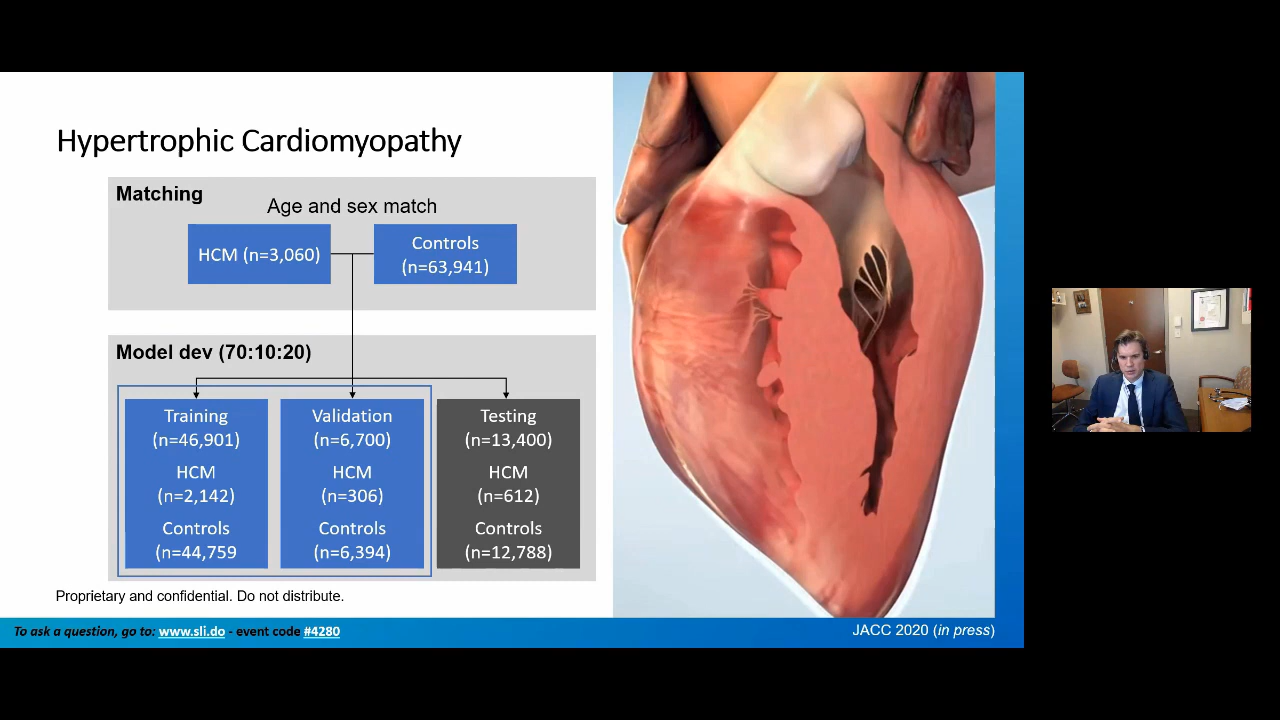 Hypertrophic Cardiomyopathy
Matching
Age and sex match
HCM (n=3,060)
Controls
(n=63,941)
Model dev (70:10:20)
Training
(n=46,901)
HCM
(n=2,142)
Controls
(n=44,759
Validation
(n=6,700)
HCM
(n=306)
Controls
(n=6,394)
Testing
(n=13,400)
HCM
(n=612)
Controls
(n=12,788)
Proprietary and confidential. Do not distribute.
To ask a question, go to: www.sli.do - event code #4280
JACC 2020 (in press)